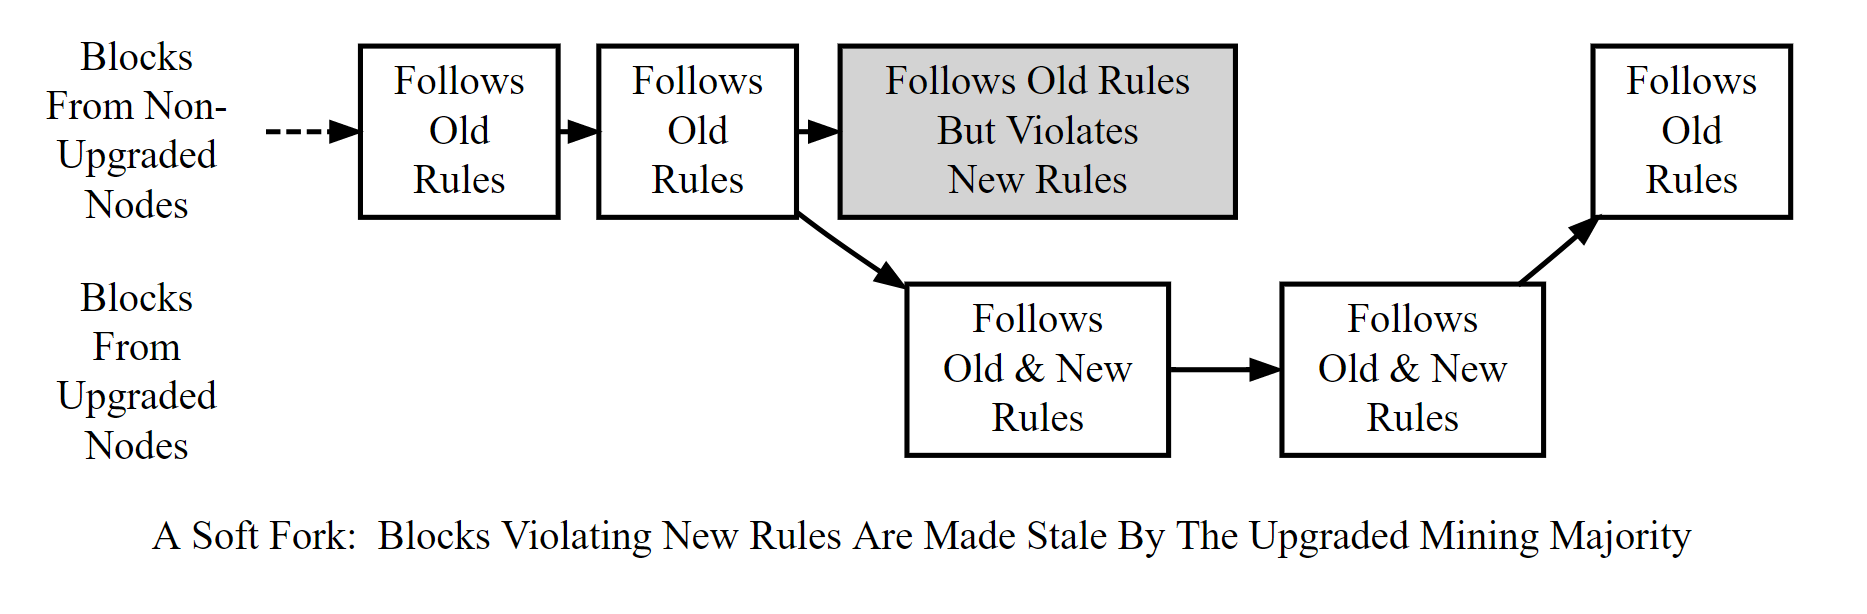 Blocks
From Non-
Upgraded
Nodes
Follows
Old
Rules
Follows
Old
Rules
Follows Old Rules
But Violates
New Rules
Follows
Old
Rules
Blocks
From
Upgraded
Nodes
Follows
Old & New
Rules
Follows
Old & New
Rules
A Soft Fork:  Blocks Violating New Rules Are Made Stale By The Upgraded Mining Majority